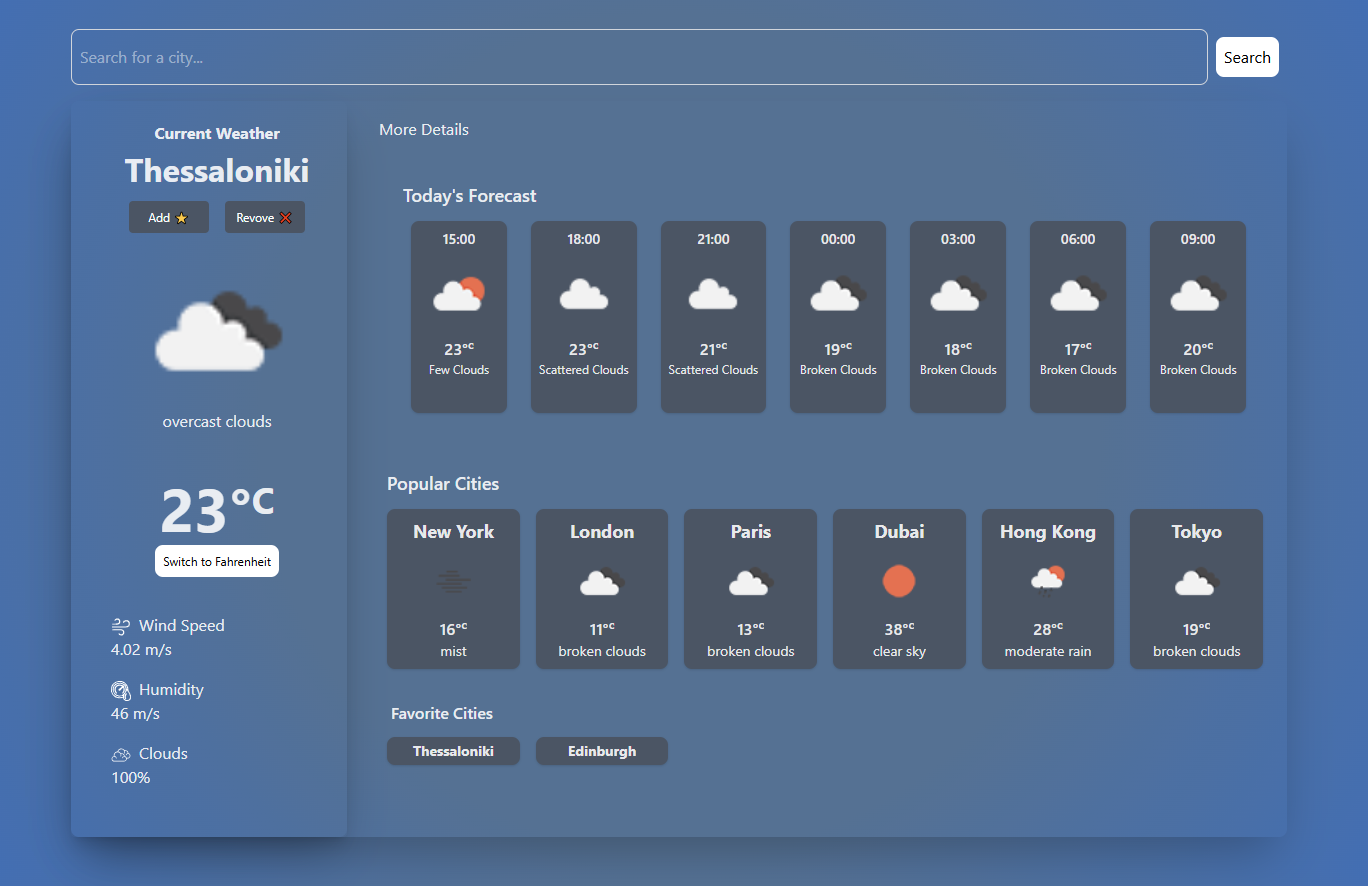 Search for a city...
Search
Current Weather
Thessaloniki
Add ⭐
Revove ❌
overcast clouds
23°C
Switch to Fahrenheit
Wind Speed
4.02 m/s
Humidity
46 m/s
Clouds
100%
More Details
Today's Forecast
15:00
23°C
Few Clouds
18:00
23°C
Scattered Clouds
21:00
21°C
Scattered Clouds
00:00
19°C
Broken Clouds
03:00
18°C
Broken Clouds
06:00
17°C
Broken Clouds
09:00
20°C
Broken Clouds
Popular Cities
New York
16°C
mist
London
11°C
broken clouds
Paris
13°C
broken clouds
Dubai
38°C
clear sky
Hong Kong
28°C
moderate rain
Tokyo
19°C
broken clouds
Favorite Cities
Thessaloniki
Edinburgh